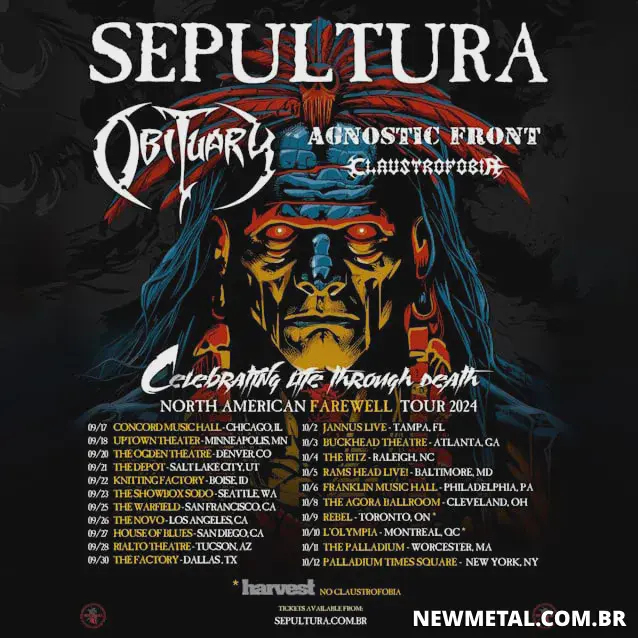 SEPULTURA
OBITUARY
AGNOSTIC FRONT
CLAUSTROFOBIA
Celebrating life through death
NORTH AMERICAN FAREWELL TOUR 2024
09/17 CONCORD MUSIC HALL - CHICAGO, IL
09/18 UPTOWN THEATER - MINNEAPOLIS, MN
09/20 THE OGDEN THEATRE - DENVER, CO
09/21 THE DEPOT - SALT LAKE CITY, UT
09/22 KNITTING FACTORY - BOISE, ID
09/23 THE SHOWBOX SODO - SEATTLE, WA
09/25 THE WARFIELD - SAN FRANCISCO, CA
09/26 THE NOVO - LOS ANGELES, CA
09/27 HOUSE OF BLUES - SAN DIEGO, CA
09/28 RIALTO THEATRE - TUCSON, AZ
09/30 THE FACTORY - DALLAS, TX
10/2 JANNUS LIVE - TAMPA, FL
10/3 BUCKHEAD THEATRE - ATLANTA, GA
10/4 THE RITZ - RALEIGH, NC
10/5 RAMS HEAD LIVE! - BALTIMORE, MD
10/6 FRANKLIN MUSIC HALL - PHILADELPHIA, PA
10/8 THE AGORA BALLROOM - CLEVELAND, OH
10/9 REBEL - TORONTO, ON *
10/10 L'OLYMPIA - MONTREAL, QC *
10/11 THE PALLADIUM - WORCESTER, MA
10/12 PALLADIUM TIMES SQUARE - NEW YORK, NY
* harvest NO CLAUSTROFOBIA
TICKETS AVAILABLE FROM:
SEPULTURA.COM.BR
NEWMETAL.COM.BR